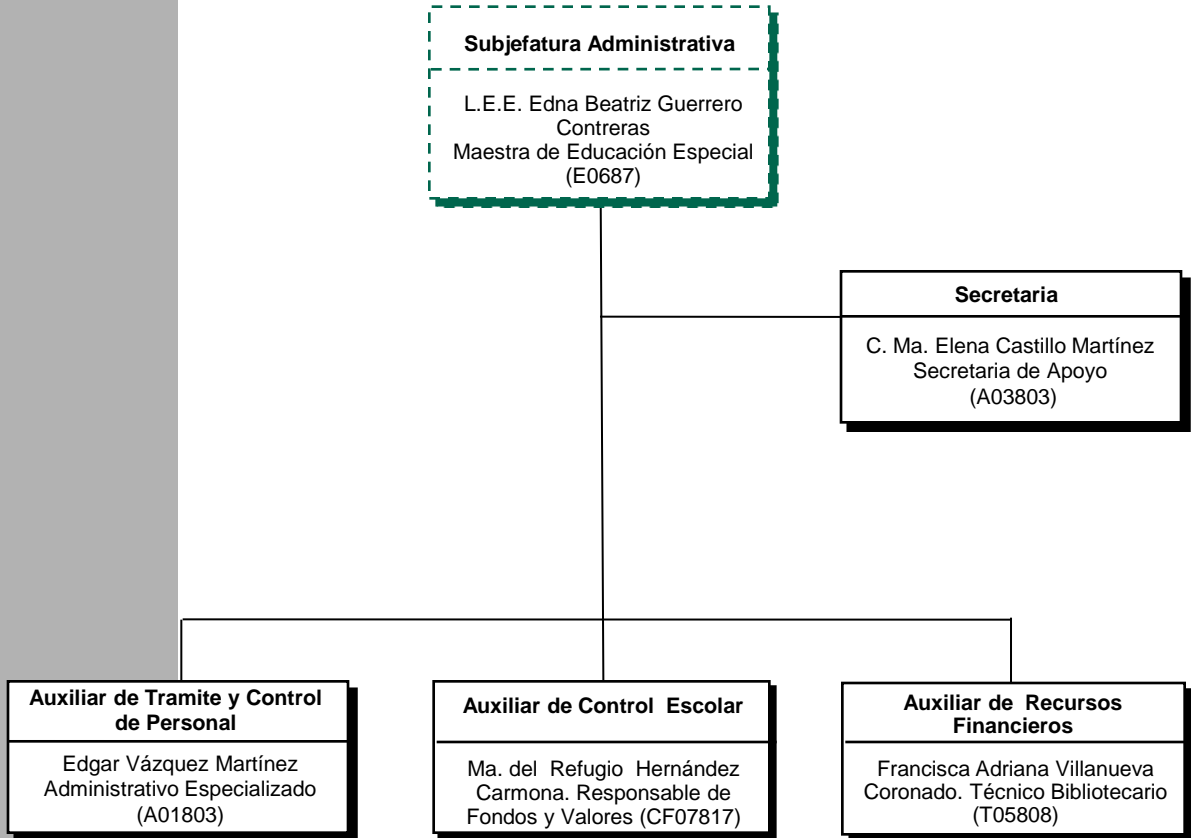 Subjefatura Administrativa
L.E.E. Edna Beatriz Guerrero
Contreras
Maestra de Educación Especial
(E0687)
Secretaria
C. Ma. Elena Castillo Martínez
Secretaria de Apoyo
(A03803)
Auxiliar de Tramite y Control
de Personal
Edgar Vázquez Martínez
Administrativo Especializado
(A01803)
Auxiliar de Control Escolar
Ma. del Refugio Hernández
Carmona. Responsable de
Fondos y Valores (CF07817)
Auxiliar de Recursos
Financieros
Francisca Adriana Villanueva
Coronado. Técnico Bibliotecario
(T05808)